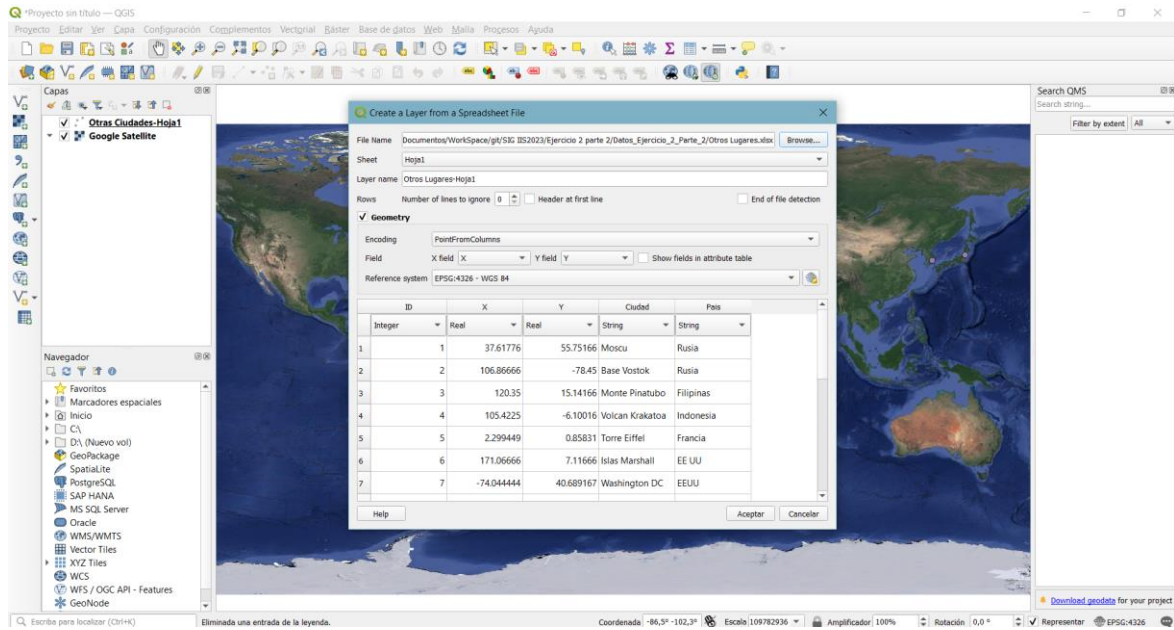 *Proyecto sin título — QGIS
Proyecto Editar Ver Capa Configuración Complementos Vectorial Ráster Base de datos Web Malla Procesos Ayuda
Capas
Otras Ciudades-Hoja1
Google Satellite
Navegador
Favoritos
Marcadores espaciales
Inicio
C:\
D:\ (Nuevo vol)
GeoPackage
SpatiaLite
PostgreSQL
SAP HANA
MS SQL Server
Oracle
WMS/WMTS
Vector Tiles
XYZ Tiles
WCS
WFS / OGC API - Features
GeoNode
Create a Layer from a Spreadsheet File
File Name Documentos/WorkSpace/git/SIG IIS2023/Ejercicio 2 parte 2/Datos_Ejercicio_2_Parte_2/Otros Lugares.xlsx Browse...
Sheet Hoja1
Layer name Otros Lugares-Hoja1
Rows Number of lines to ignore 0 Header at first line End of file detection
Geometry
Encoding PointFromColumns
Field X field X Y field Y Show fields in attribute table
Reference system EPSG:4326 - WGS 84
ID X Y Ciudad Pais
Integer Real Real String String
1 1 37.61776 55.75166 Moscu Rusia
2 2 106.86666 -78.45 Base Vostok Rusia
3 3 120.35 15.14166 Monte Pinatubo Filipinas
4 4 105.4225 -6.10016 Volcan Krakatoa Indonesia
5 5 2.299449 0.85831 Torre Eiffel Francia
6 6 171.06666 7.11666 Islas Marshall EE UU
7 7 -74.044444 40.689167 Washington DC EEUU
Help Aceptar Cancelar
Search QMS
Search string...
Filter by extent All
Download geodata for your project
Escriba para localizar (Ctrl+K) Eliminada una entrada de la leyenda. Coordenada -86,5° -102,3° Escala 109782936 Amplificador 100% Rotación 0,0 ° Representar EPSG:4326